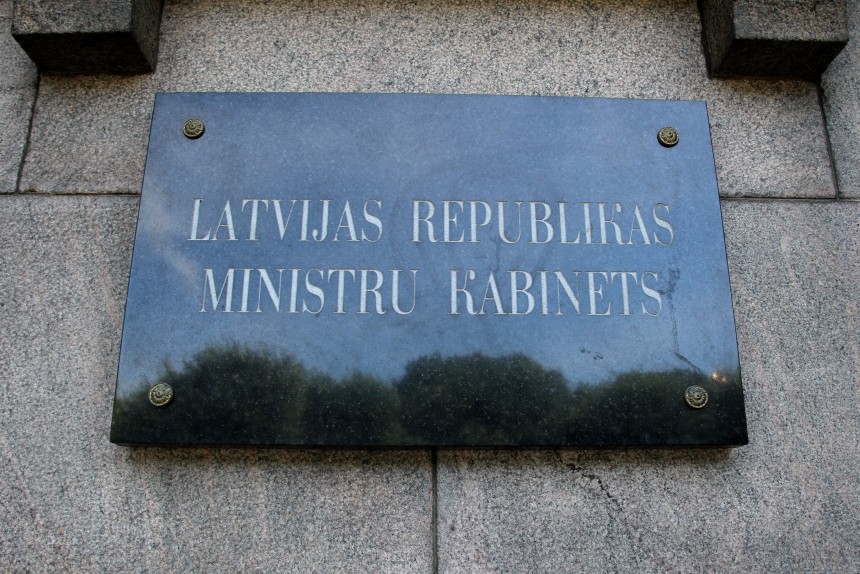 LATVIJAS REPUBLIKAS
MINISTRU KABINETS